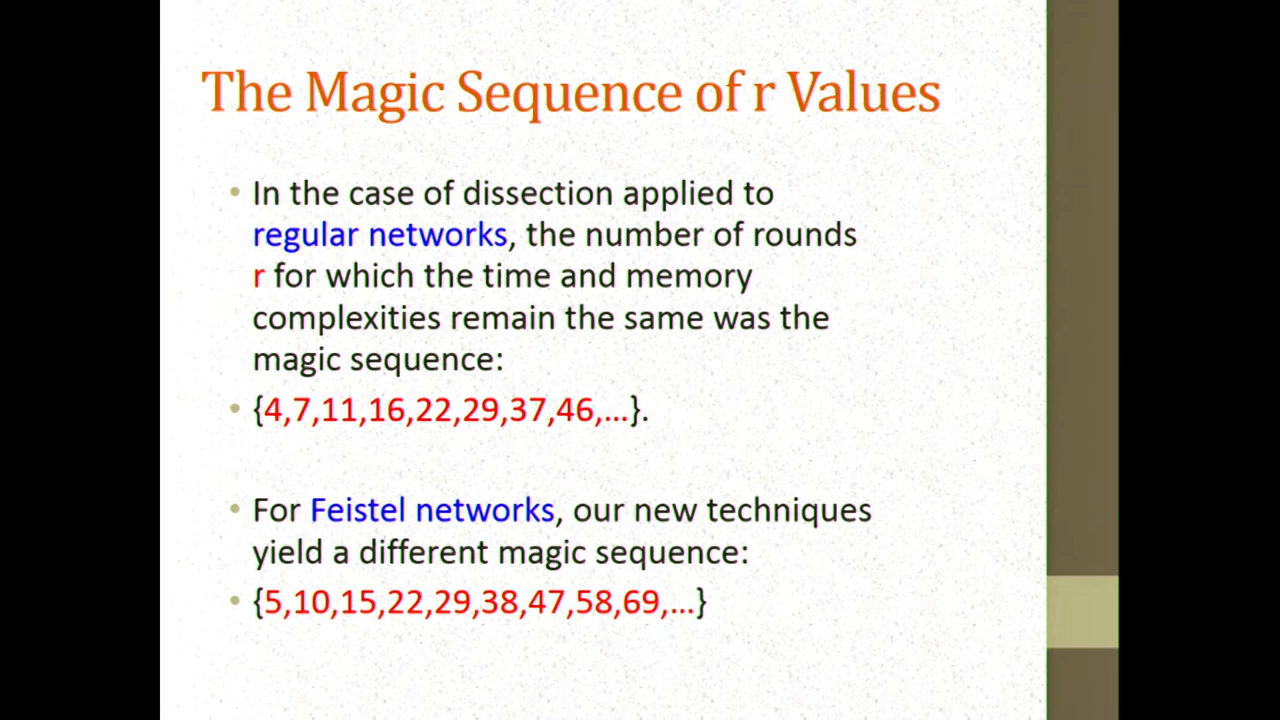 The Magic Sequence of r Values
• In the case of dissection applied to
regular networks, the number of rounds
r for which the time and memory
complexities remain the same was the
magic sequence:
• {4,7,11,16,22,29,37,46,...}.
• For Feistel networks, our new techniques
yield a different magic sequence:
• {5,10,15,22,29,38,47,58,69,...}